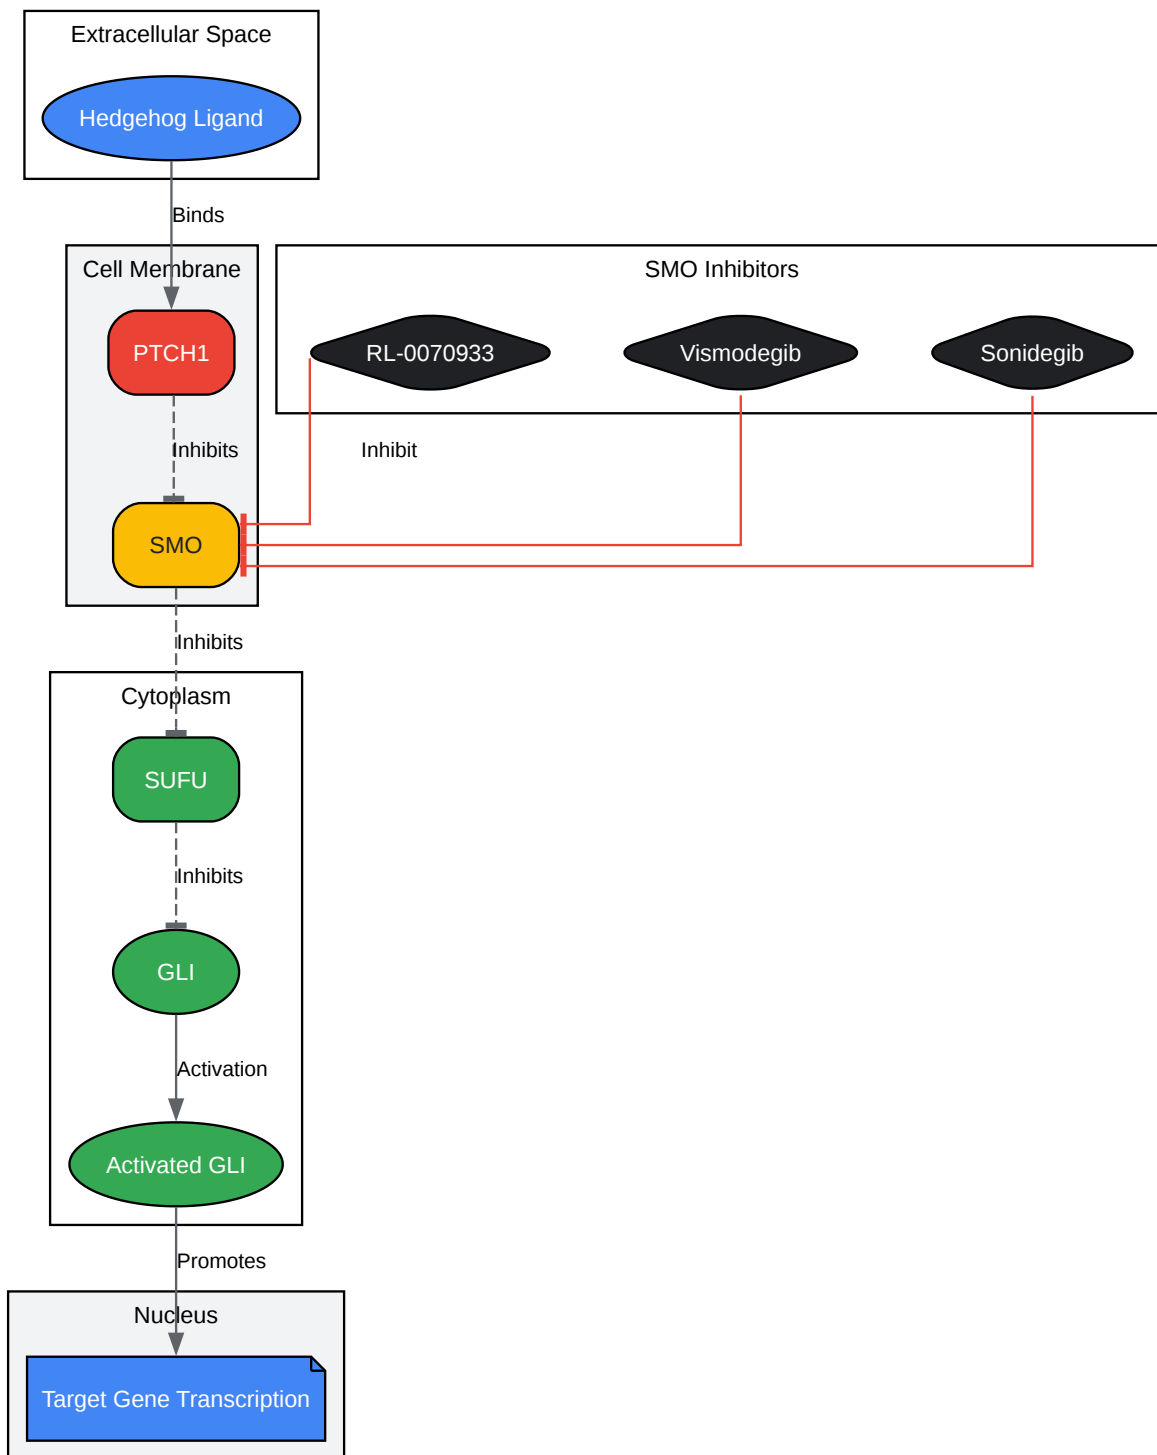 Extracellular Space
Hedgehog Ligand
Binds
Cell Membrane
SMO Inhibitors
PTCH1
RL-0070933
Vismodegib
Sonidegib
Inhibits
Inhibit
SMO
Inhibits
Cytoplasm
SUFU
Inhibits
GLI
Activation
Activated GLI
Promotes
Nucleus
Target Gene Transcription